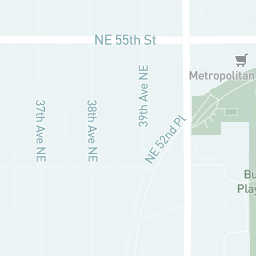 NE 55th St
Metropolitan
37th Ave NE
38th Ave NE
39th Ave NE
NE 52nd Pl
Bu
Play